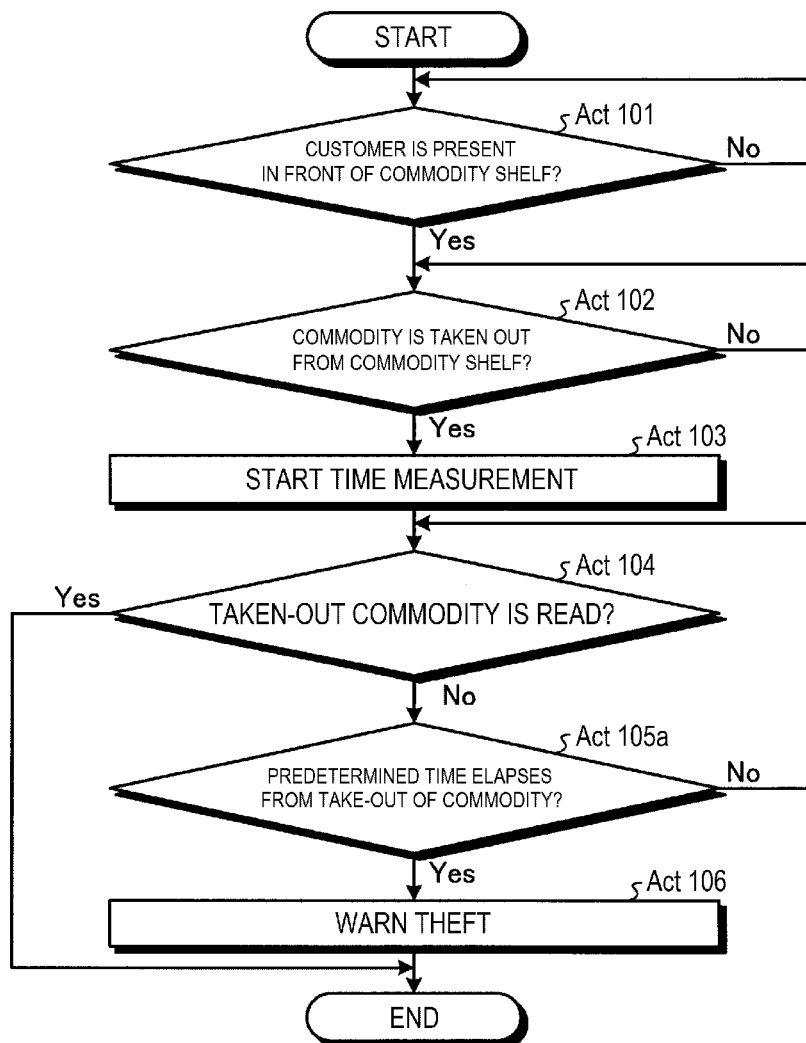 START
Act 101
CUSTOMER IS PRESENT
IN FRONT OF COMMODITY SHELF?
No
Yes
Act 102
COMMODITY IS TAKEN OUT
FROM COMMODITY SHELF?
No
Yes
Act 103
START TIME MEASUREMENT
Act 104
Yes
TAKEN-OUT COMMODITY IS READ?
No
Act 105a
PREDETERMINED TIME ELAPSES
FROM TAKE-OUT OF COMMODITY?
No
Yes
Act 106
WARN THEFT
END